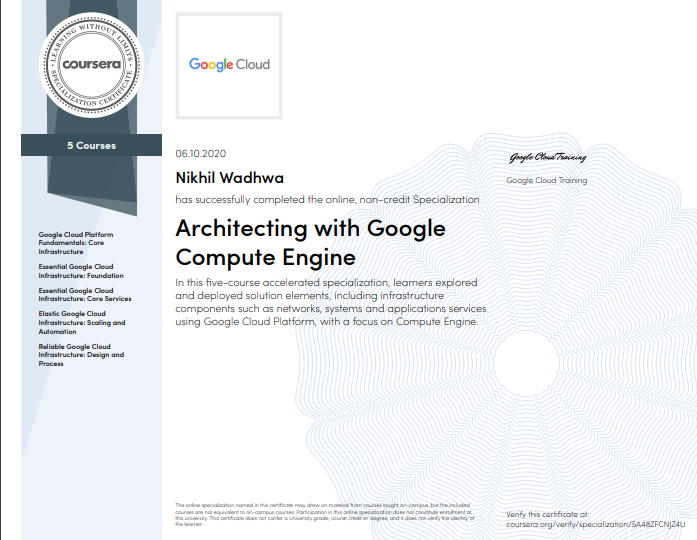 LEARNING WITHOUT LIMITS
coursera
SPECIALIZATION CERTIFICATE
5 Courses
Google Cloud Platform
Fundamentals: Core
Infrastructure
Essential Google Cloud
Infrastructure: Foundation
Essential Google Cloud
Infrastructure: Core Services
Elastic Google Cloud
Infrastructure: Scaling and
Automation
Reliable Google Cloud
Infrastructure: Design and
Process
Google Cloud
06.10.2020
Nikhil Wadhwa
has successfully completed the online, non-credit Specialization
Architecting with Google
Compute Engine
In this five-course accelerated specialization, learners explored
and deployed solution elements, including infrastructure
components such as networks, systems and applications services
using Google Cloud Platform, with a focus on Compute Engine.
Google Cloud Training
Google Cloud Training
The online specialization named in this certificate may draw on material from courses taught on-campus, but the included
courses are not equivalent to on-campus courses. Participation in this online specialization does not constitute enrollment at
this university. This certificate does not confer a University grade, course credit or degree, and it does not verify the identity of
the learner.
Verify this certificate at:
coursera.org/verify/specialization/5A48ZFCNJZ4U